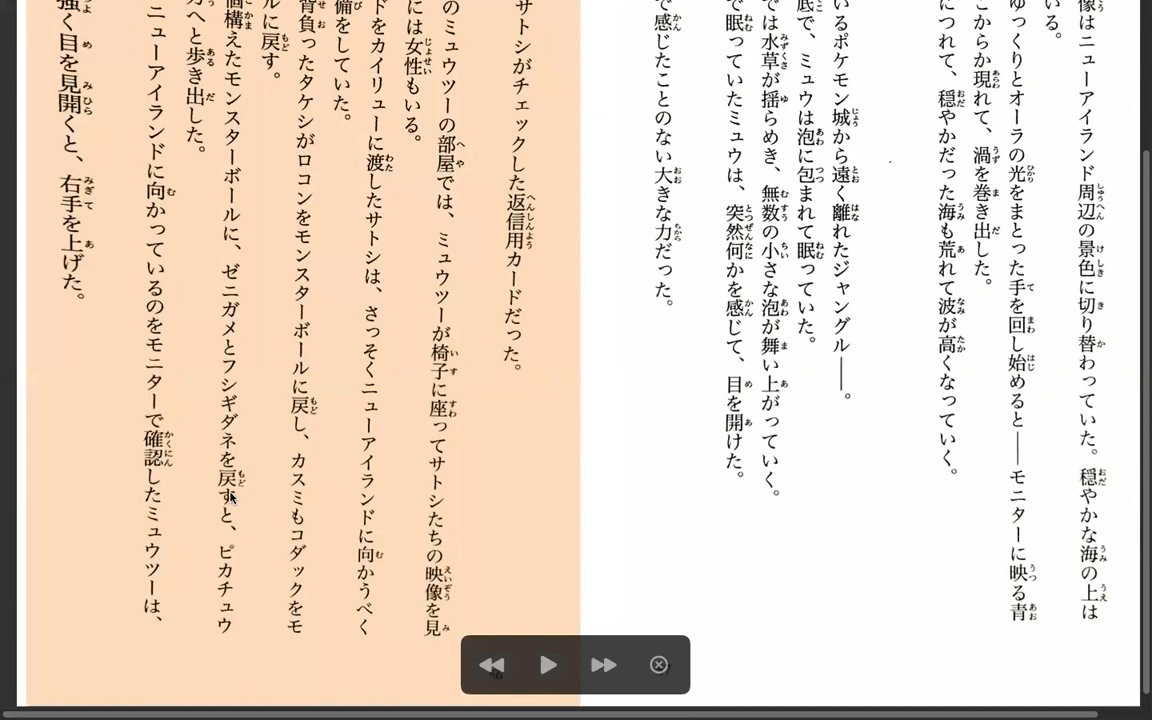 像はニューアイランド周辺の景色に切り替わっていた。穏やかな海の上は
いる。
ゆっくりとオーラの光をまとった手を回し始めると――モニターに映る青
こからか現れて、渦を巻き出した。
につれて、穏やかだった海も荒れて波が高くなっていく。
いるポケモン城から遠く離れたジャングル――。
底で、ミュウは泡に包まれて眠っていた。
では水草が揺らめき、無数の小さな泡が舞い上がっていく。
で眠っていたミュウは、突然何かを感じて、目を開けた。
で感じたことのない大きな力だった。
サトシがチェックした返信用カードだった。
のミュウツーの部屋では、ミュウツーが椅子に座ってサトシたちの映像を見
には女性もいる。
ドをカイリューに渡したサトシは、さっそくニューアイランドに向かうべく
備をしていた。
背負ったタケシがロコンをモンスターボールに戻し、カスミもコダックをモ
ルに戻す。
個構えたモンスターボールに、ゼニガメとフシギダネを戻すと、ピカチュウ
方へと歩き出した。
ニューアイランドに向かっているのをモニターで確認したミュウツーは、
強く目を見開くと、右手を上げた。